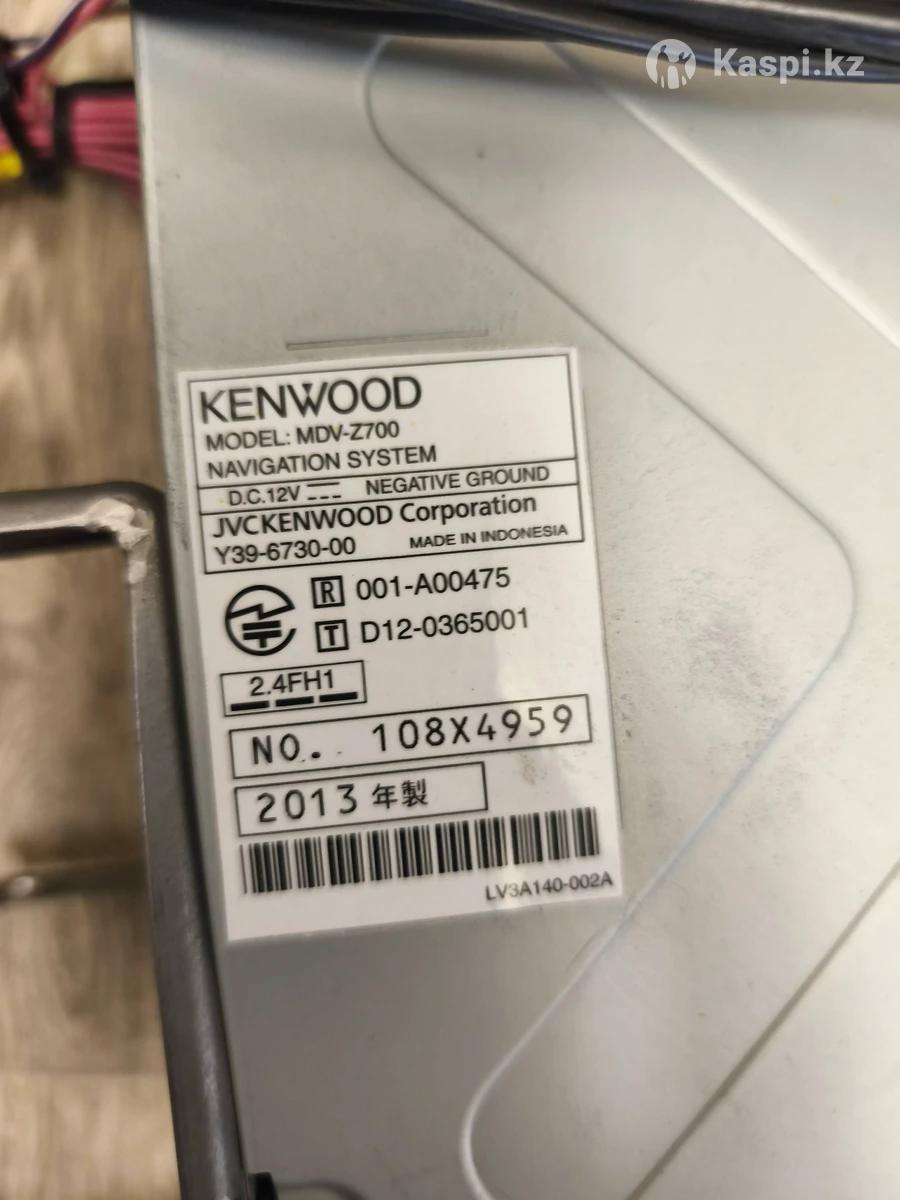 Kaspi.kz
KENWOOD
MODEL: MDV-Z700
NAVIGATION SYSTEM
D.C.12V NEGATIVE GROUND
JVCKENWOOD Corporation
Y39-6730-00 MADE IN INDONESIA
R 001-A00475
T D12-0365001
2.4FH1
NO. 108X4959
2013 年製
LV3A140-002A